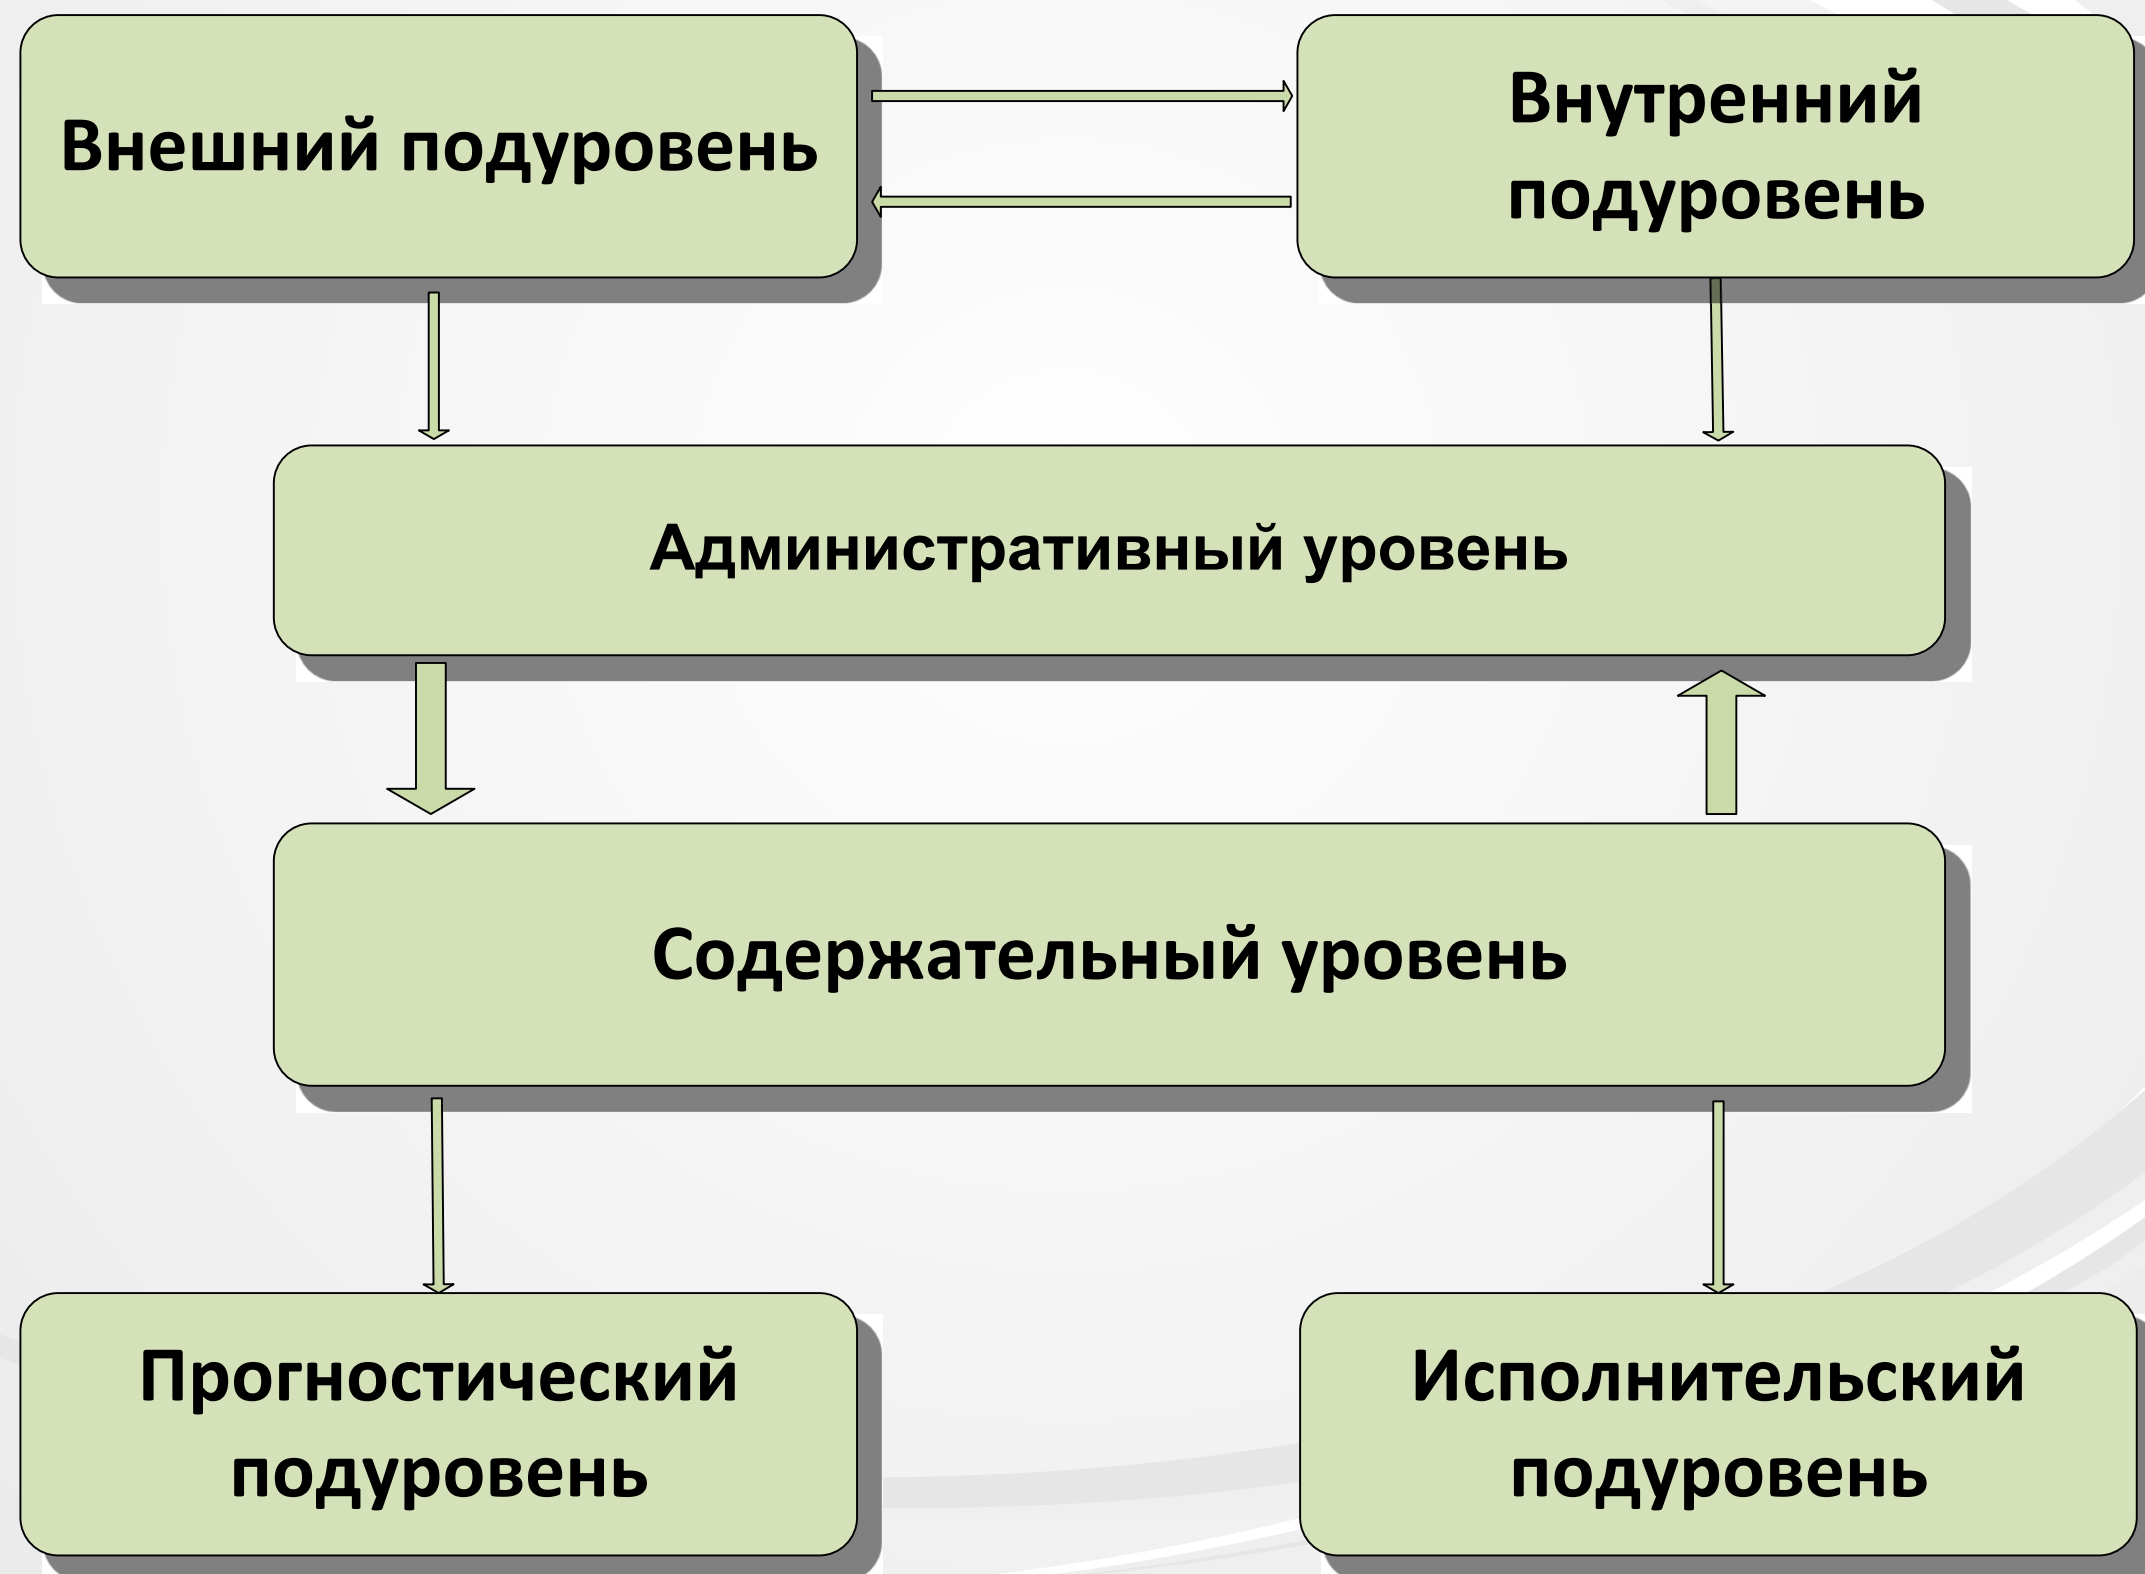 Внешний подуровень
Внутренний
подуровень
Административный уровень
Содержательный уровень
Прогностический
подуровень
Исполнительский
подуровень